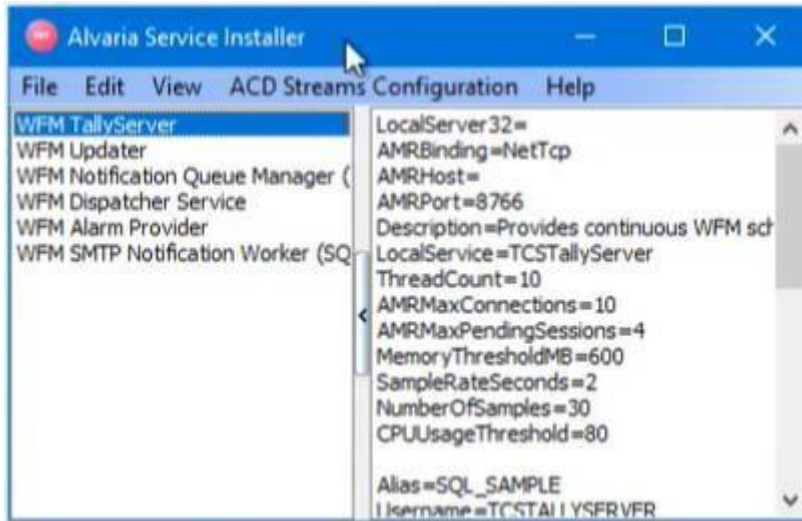 Alvaria Service Installer
File Edit View ACD Streams Configuration Help
WFM TallyServer
WFM Updater
WFM Notification Queue Manager (
WFM Dispatcher Service
WFM Alarm Provider
WFM SMTP Notification Worker (SQ
LocalServer32=
AMRBinding=NetTcp
AMRHost=
AMRPort=8766
Description=Provides continuous WFM sch
LocalService=TCSTallyServer
ThreadCount=10
AMRMaxConnections=10
AMRMaxPendingSessions=4
MemoryThresholdMB=600
SampleRateSeconds=2
NumberOfSamples=30
CPUUsageThreshold=80
Alias=SQL_SAMPLE
Username=TCSTALLYSERVER